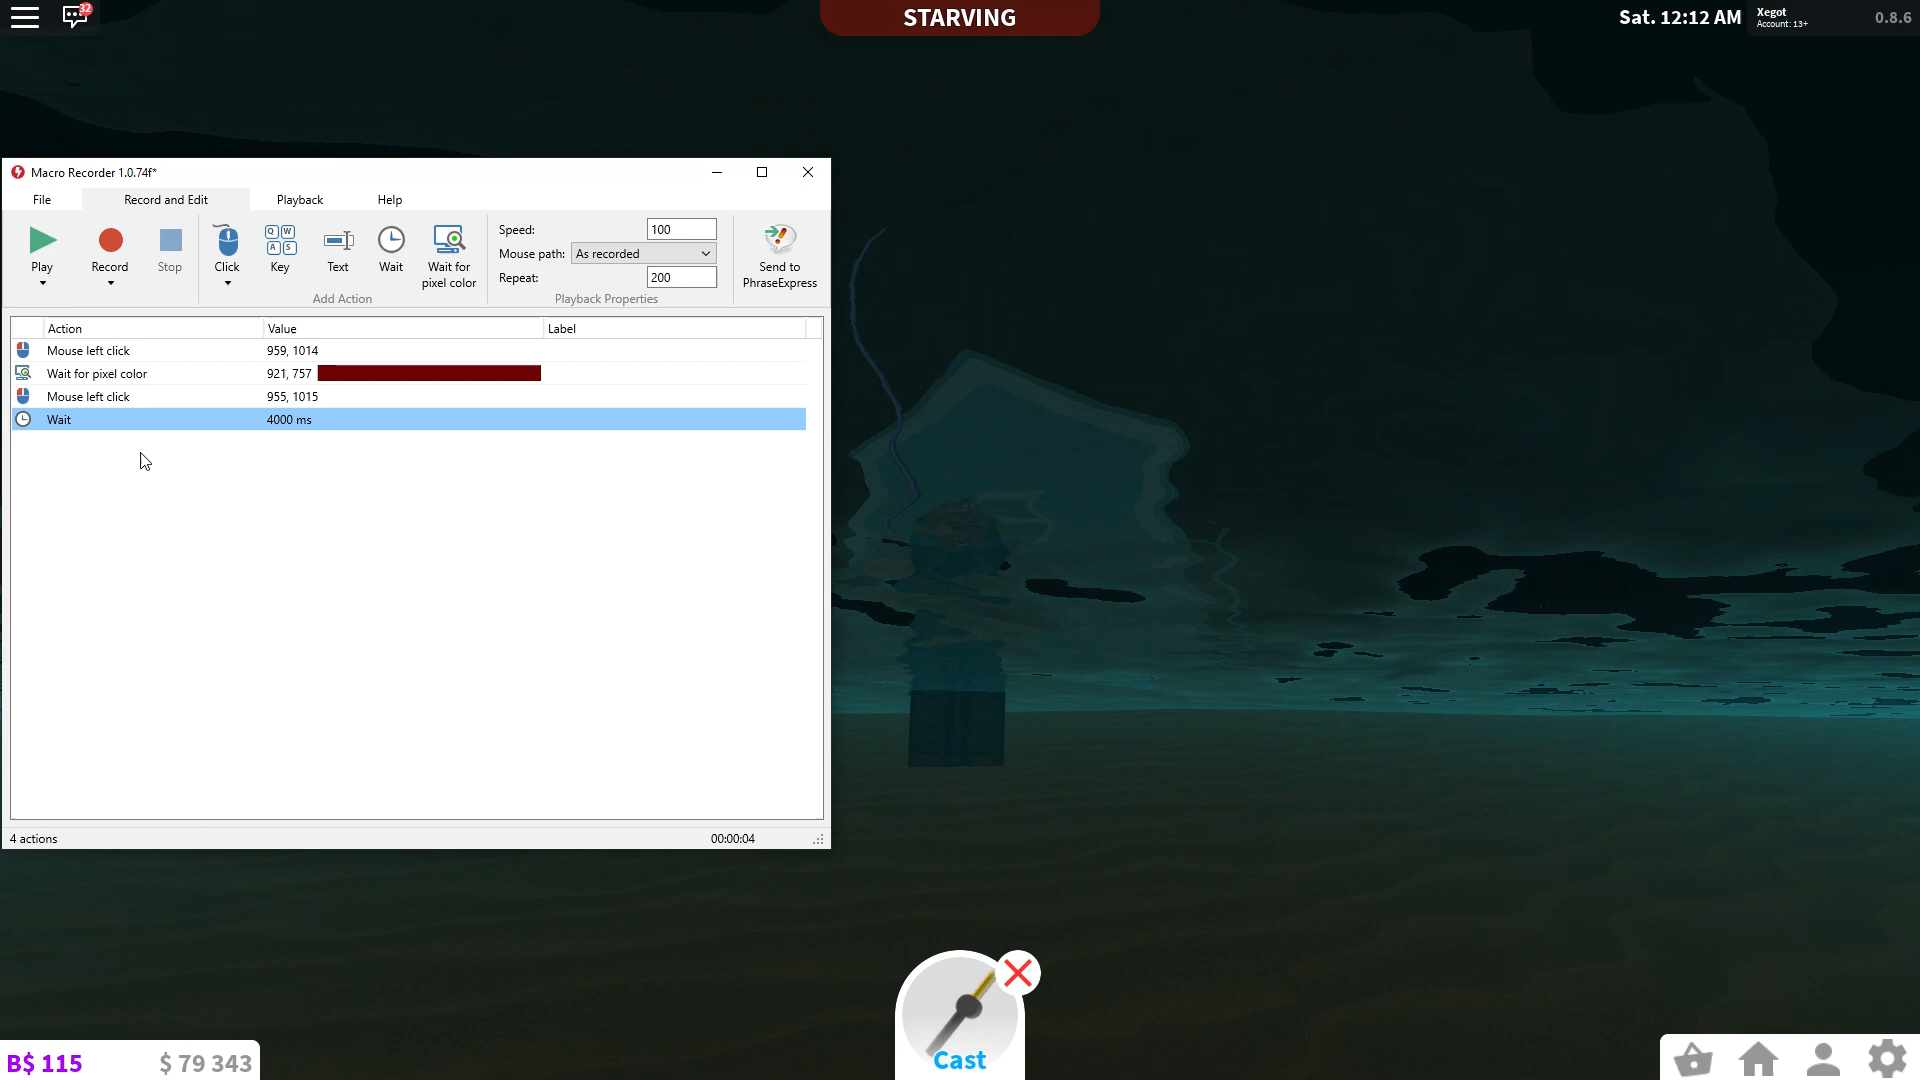 32
STARVING
Sat. 12:12 AM
Xegot
Account: 13+
0.8.6
Macro Recorder 1.0.74f*
File
Record and Edit
Playback
Help
Play
Record
Stop
Click
Q W A S
Key
Text
Wait
Wait for
pixel color
Add Action
Speed: 100
Mouse path: As recorded
Repeat: 200
Playback Properties
Send to
PhraseExpress
Action Value Label
Mouse left click 959, 1014
Wait for pixel color 921, 757
Mouse left click 955, 1015
Wait 4000 ms
4 actions
00:00:04
Cast
B$ 115
$ 79 343